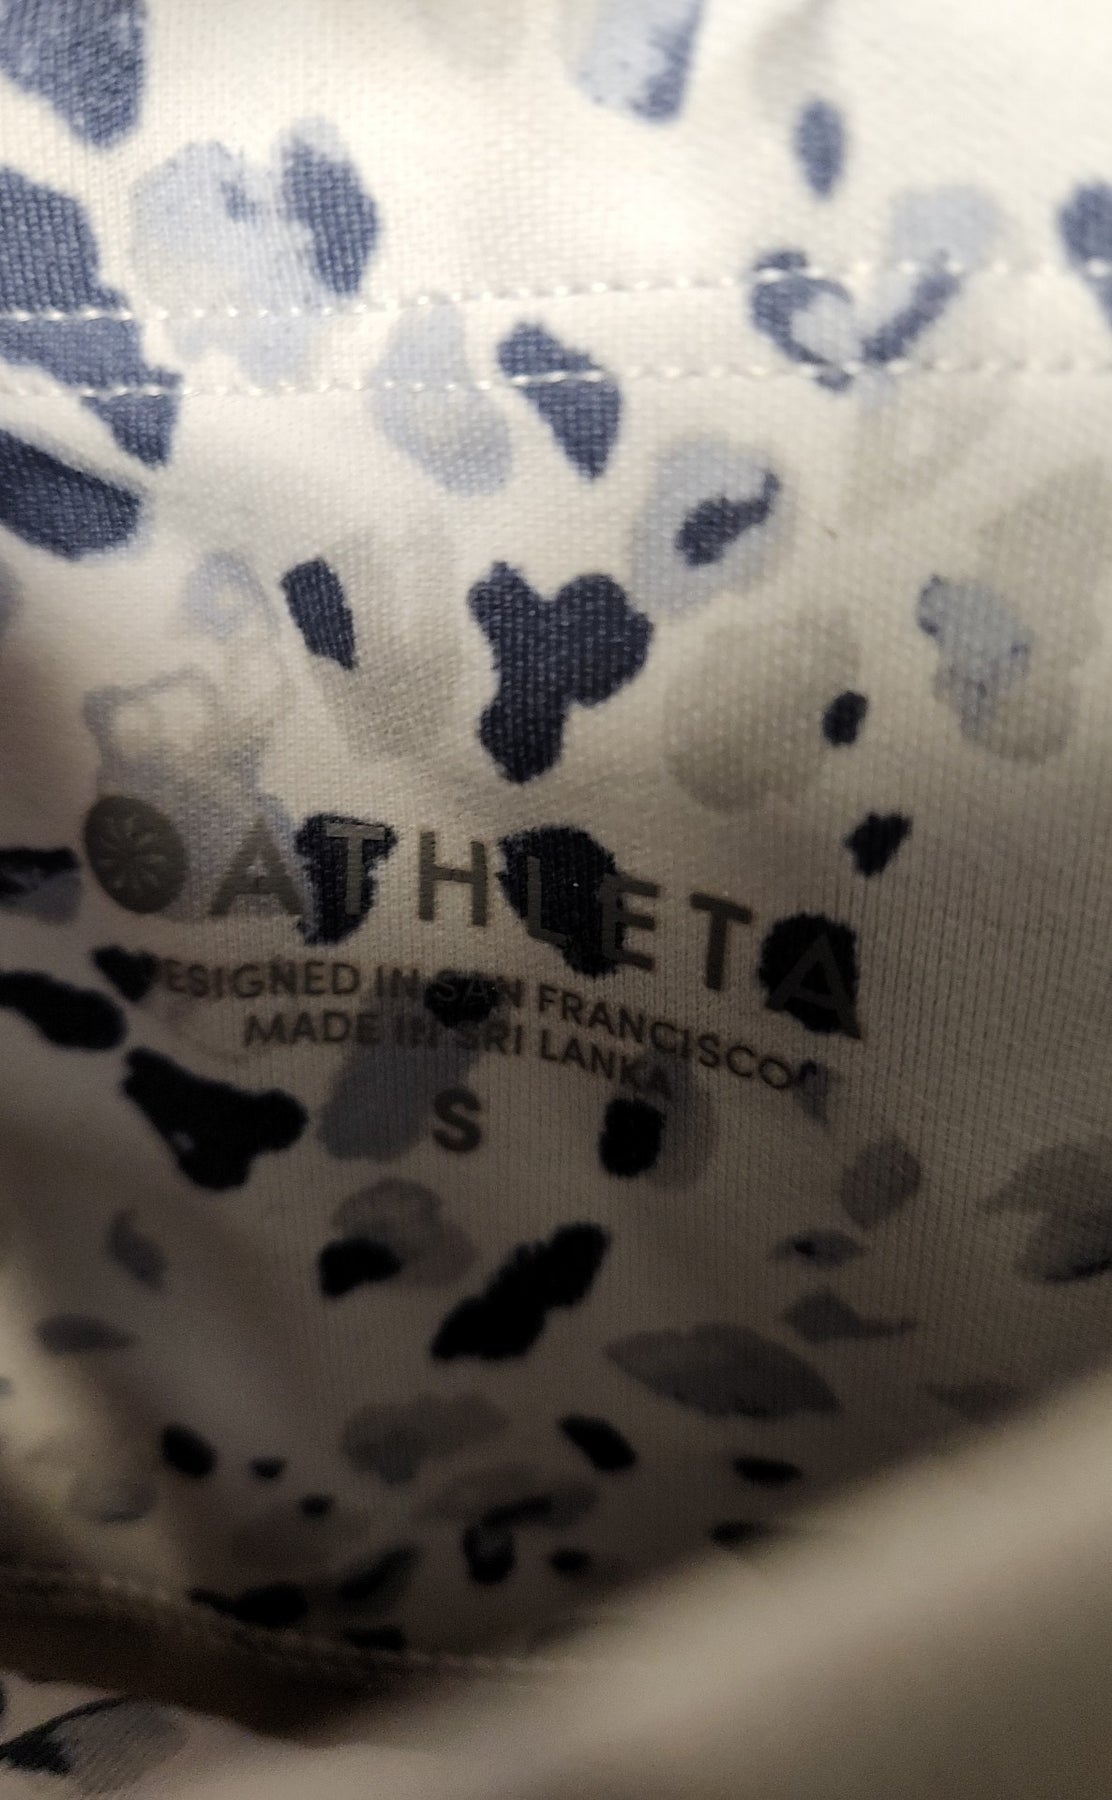 ATHLETA
DESIGNED IN SAN FRANCISCO
MADE IN SRI LANKA
S